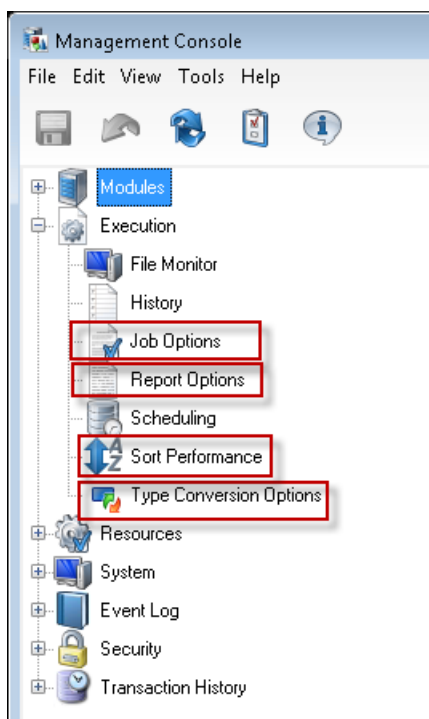 Management Console
File Edit View Tools Help
Modules
Execution
File Monitor
History
Job Options
Report Options
Scheduling
Sort Performance
Type Conversion Options
Resources
System
Event Log
Security
Transaction History